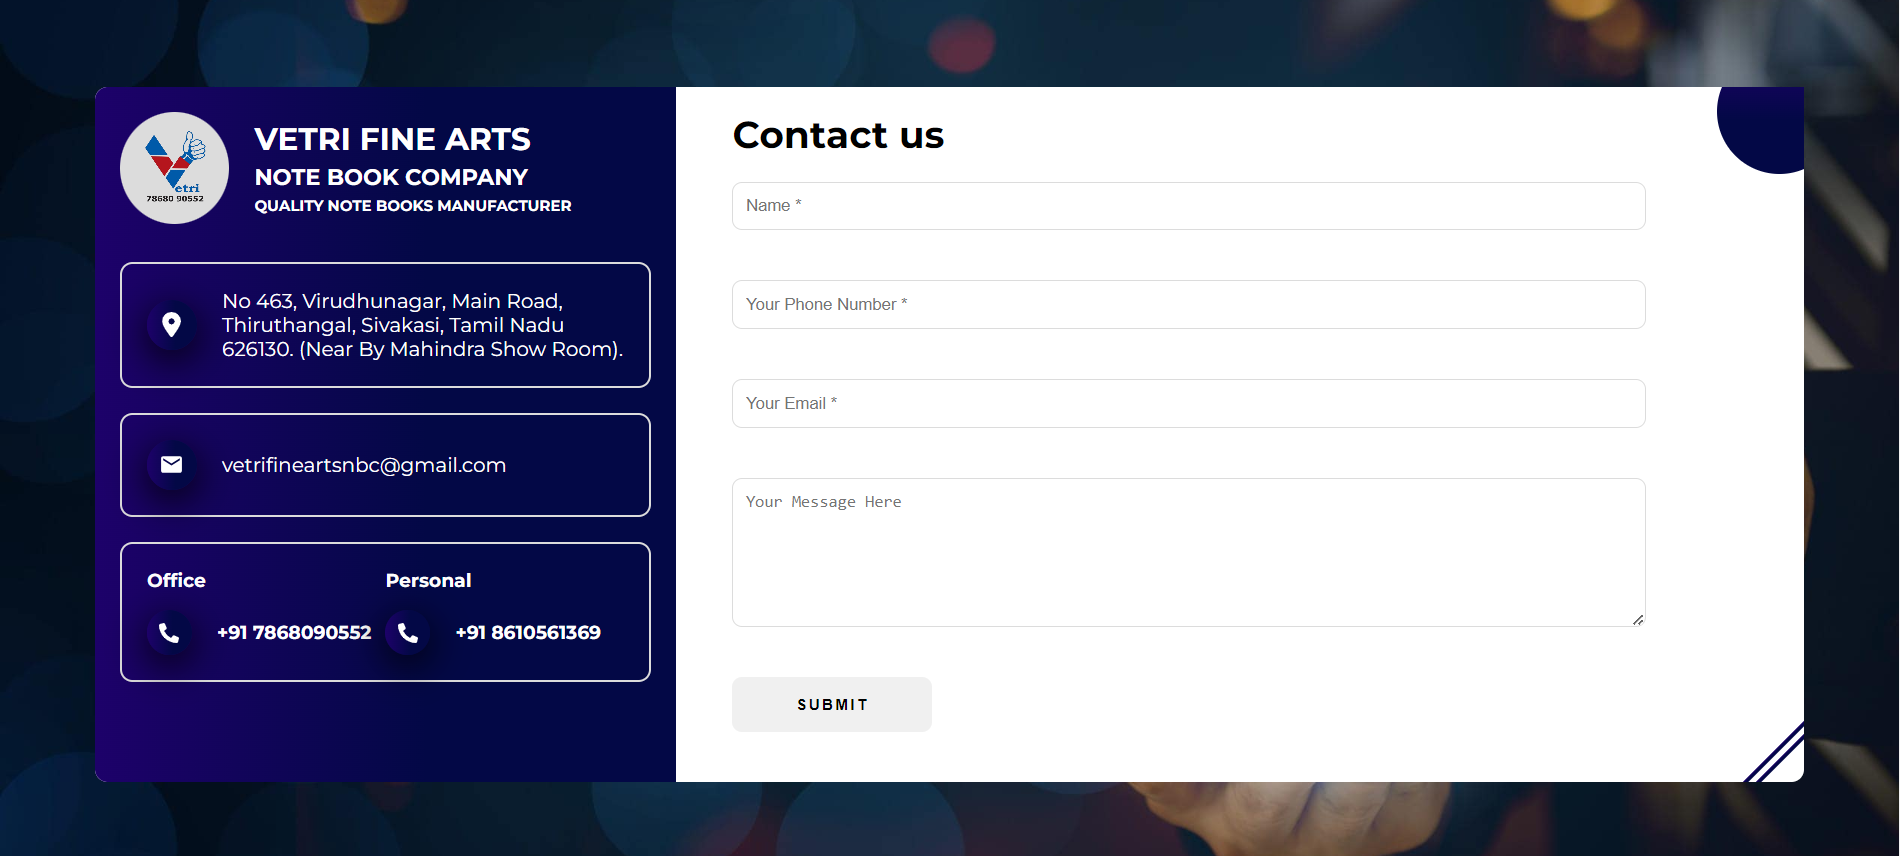 etri
78680 90552
VETRI FINE ARTS
NOTE BOOK COMPANY
QUALITY NOTE BOOKS MANUFACTURER
No 463, Virudhunagar, Main Road,
Thiruthangal, Sivakasi, Tamil Nadu
626130. (Near By Mahindra Show Room).
vetrifineartsnbc@gmail.com
Office
+91 7868090552
Personal
+91 8610561369
Contact us
Name *
Your Phone Number *
Your Email *
Your Message Here
SUBMIT